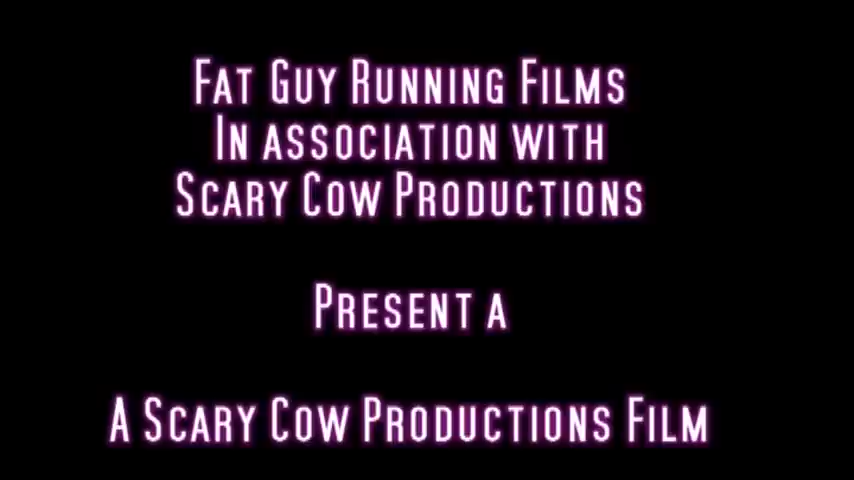 Fat Guy Running Films
In association with
Scary Cow Productions
Present a
A Scary Cow Productions Film